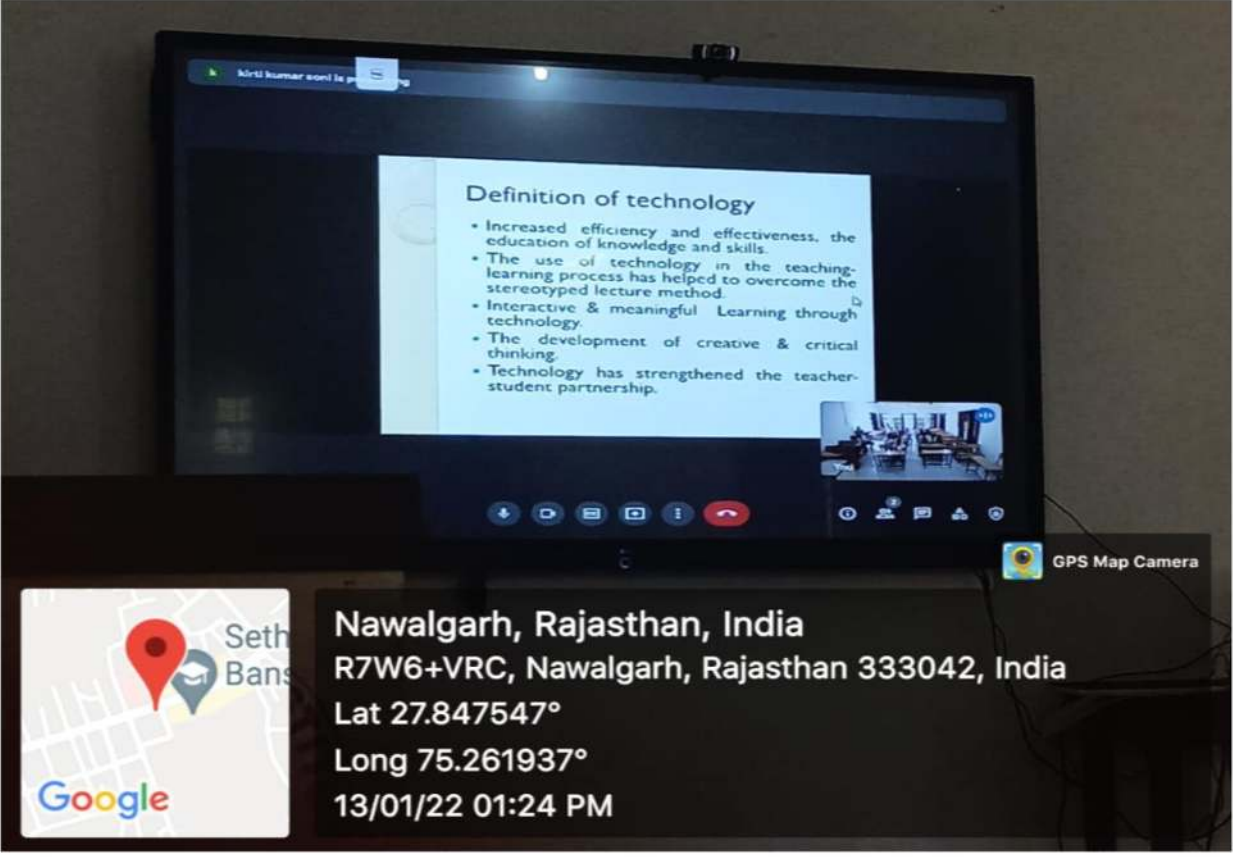 k kirti kumar soni is
Definition of technology
• Increased efficiency and effectiveness, the
education of knowledge and skills.
• The use of technology in the teaching-
learning process has helped to overcome the
stereotyped lecture method.
• Interactive & meaningful Learning through
technology.
• The development of creative & critical
thinking.
• Technology has strengthened the teacher-
student partnership.
2
GPS Map Camera
Seth
Bans
Google
Nawalgarh, Rajasthan, India
R7W6+VRC, Nawalgarh, Rajasthan 333042, India
Lat 27.847547°
Long 75.261937°
13/01/22 01:24 PM